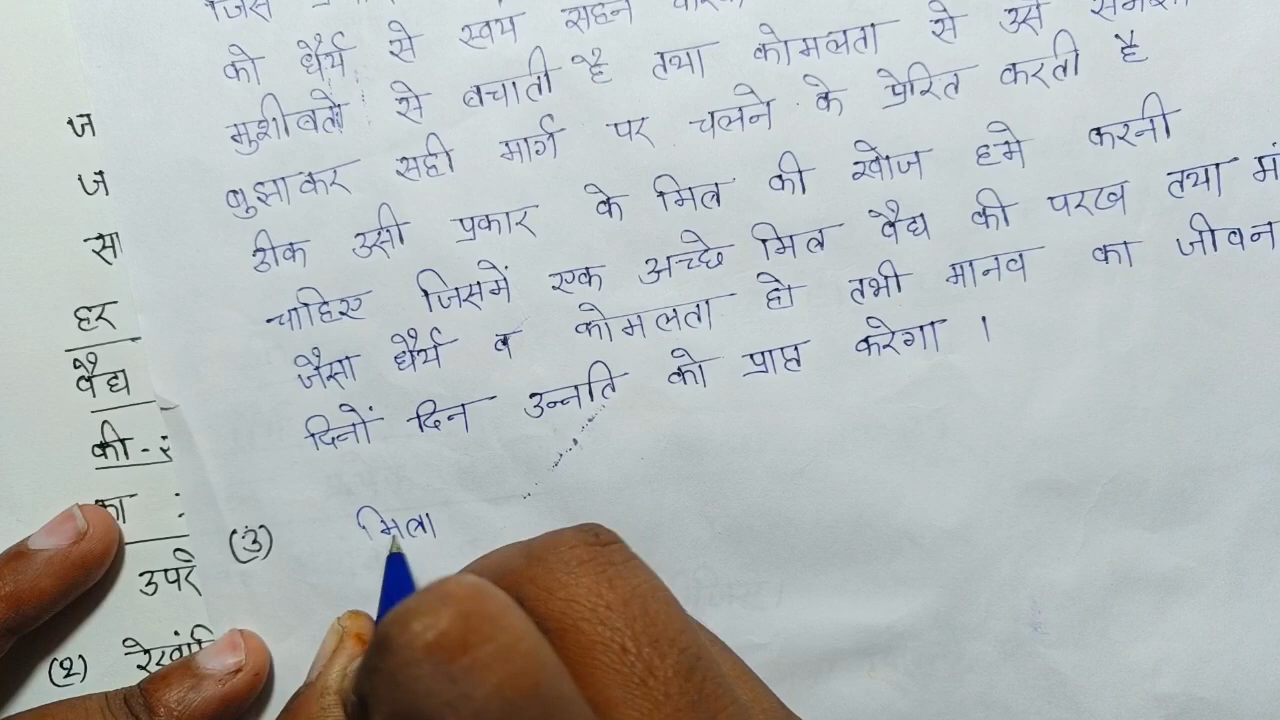 को धैर्य से स्वयं सहन
मुशीबतो से बचाती है तथा कोमलता से उसे
बुझाकर सही मार्ग पर चलने के प्रेरित करती है
ठीक उसी प्रकार के मित्र की खोज हमे करनी
चाहिए जिसमें एक अच्छे मित्र वैद्य की परख तथा मं
जैसा धैर्य व कोमलता हो तभी मानव का जीवन
दिनों दिन उन्नति को प्राप्त करेगा ।
(3) मित्रा
ज
ज
सा
हर
वैद्य
की -
का :
उपरे
(2)